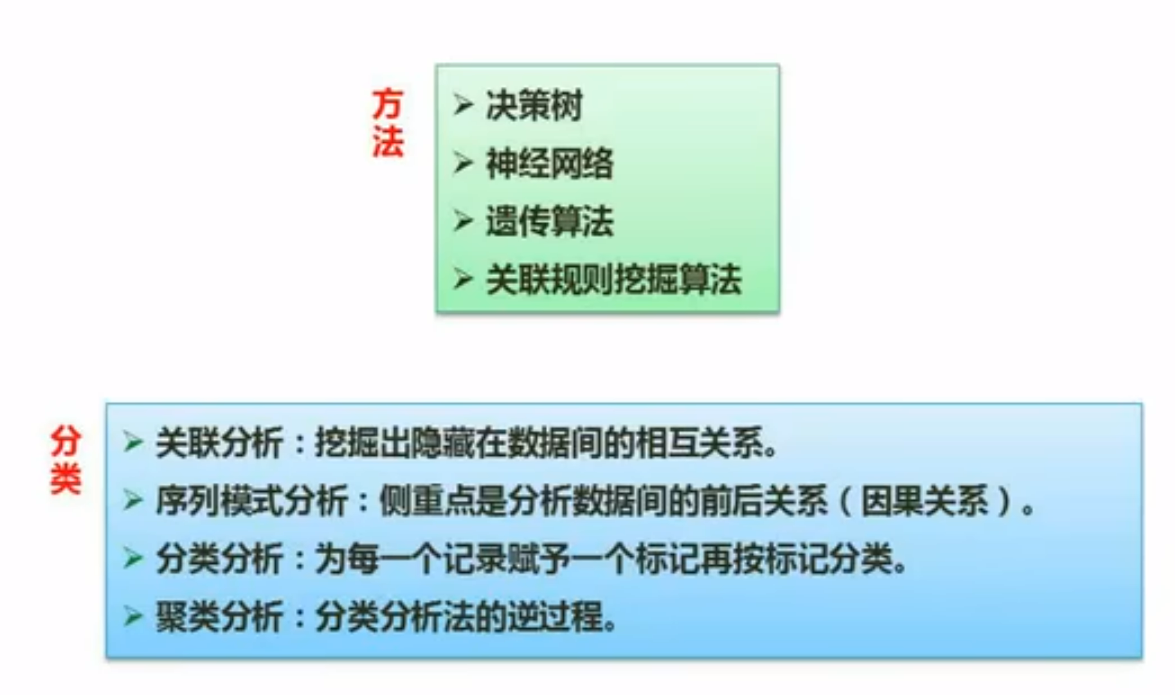 方法
➢ 决策树
➢ 神经网络
➢ 遗传算法
➢ 关联规则挖掘算法
分类
➢ 关联分析：挖掘出隐藏在数据间的相互关系。
➢ 序列模式分析：侧重点是分析数据间的前后关系（因果关系）。
➢ 分类分析：为每一个记录赋予一个标记再按标记分类。
➢ 聚类分析：分类分析法的逆过程。